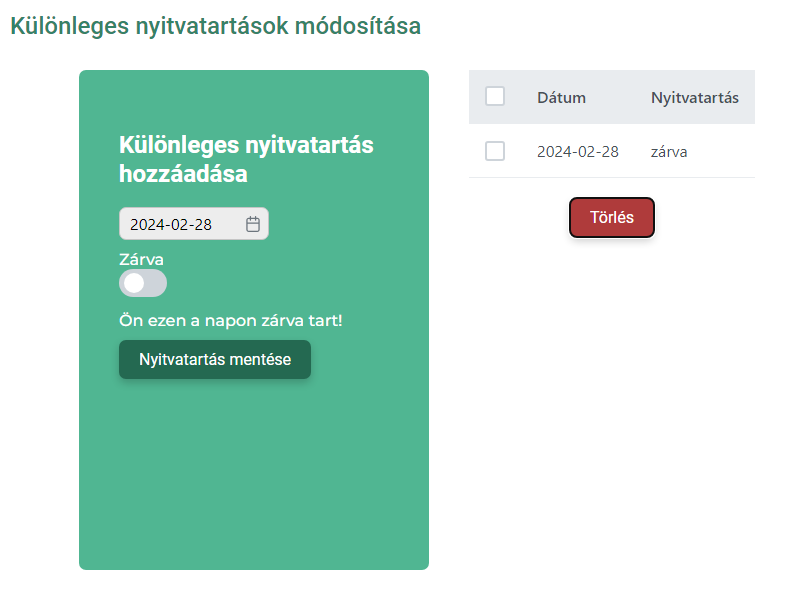 Különleges nyitvatartások módosítása
Különleges nyitvatartás
hozzáadása
2024-02-28
Zárva
Ön ezen a napon zárva tart!
Nyitvatartás mentése
Dátum Nyitvatartás
2024-02-28 zárva
Törlés